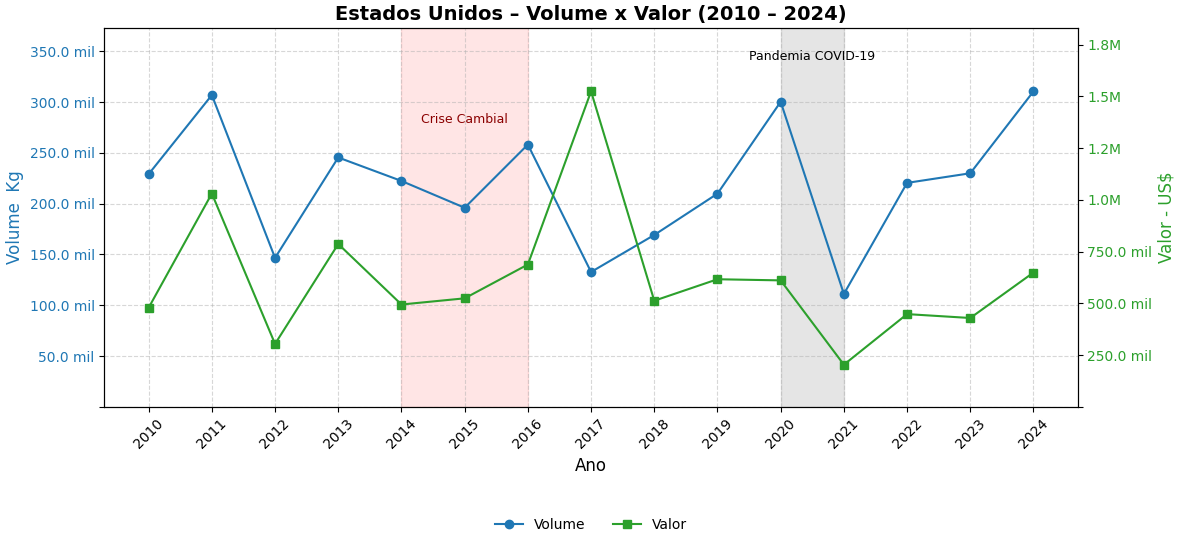 Estados Unidos – Volume x Valor (2010 – 2024)
350.0 mil
300.0 mil
250.0 mil
200.0 mil
150.0 mil
100.0 mil
50.0 mil
Volume Kg
Crise Cambial
Pandemia COVID-19
1.8M
1.5M
1.2M
1.0M
750.0 mil
500.0 mil
250.0 mil
Valor - US$
2010 2011 2012 2013 2014 2015 2016 2017 2018 2019 2020 2021 2022 2023 2024
Ano
Volume Valor